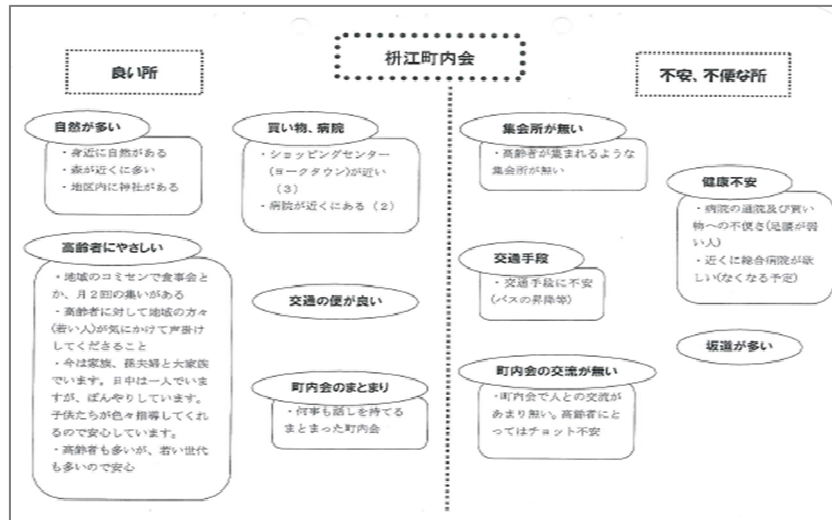 枡江町内会
良い所
自然が多い
・身近に自然がある
・森が近くに多い
・地区内に神社がある
高齢者にやさしい
・地域のコミセンで食事会と
か、月2回の集いがある
・高齢者に対して地域の方々
(若い人)が気にかけて声掛け
してくださること
・今は家族、孫夫婦と大家族
でいます。日中は一人でいま
すが、ぼんやりしています。
子供たちが色々指導してくれ
るので安心しています。
・高齢者も多いが、若い世代
も多いので安心
買い物、病院
・ショッピングセンター
(ヨークタウン)が近い
(3)
・病院が近くにある(2)
交通の便が良い
町内会のまとまり
・何事も話しを持てる
まとまった町内会
不安、不便な所
集会所が無い
・高齢者が集まれるような
集会所が無い
交通手段
・交通手段に不安
(バスの昇降等)
町内会の交流が無い
・町内会で人との交流が
あまり無い。高齢者にと
ってはチョット不安
健康不安
・病院の通院及び買い
物への不便さ(足腰が弱
い人)
・近くに総合病院が欲
しい(なくなる予定)
坂道が多い